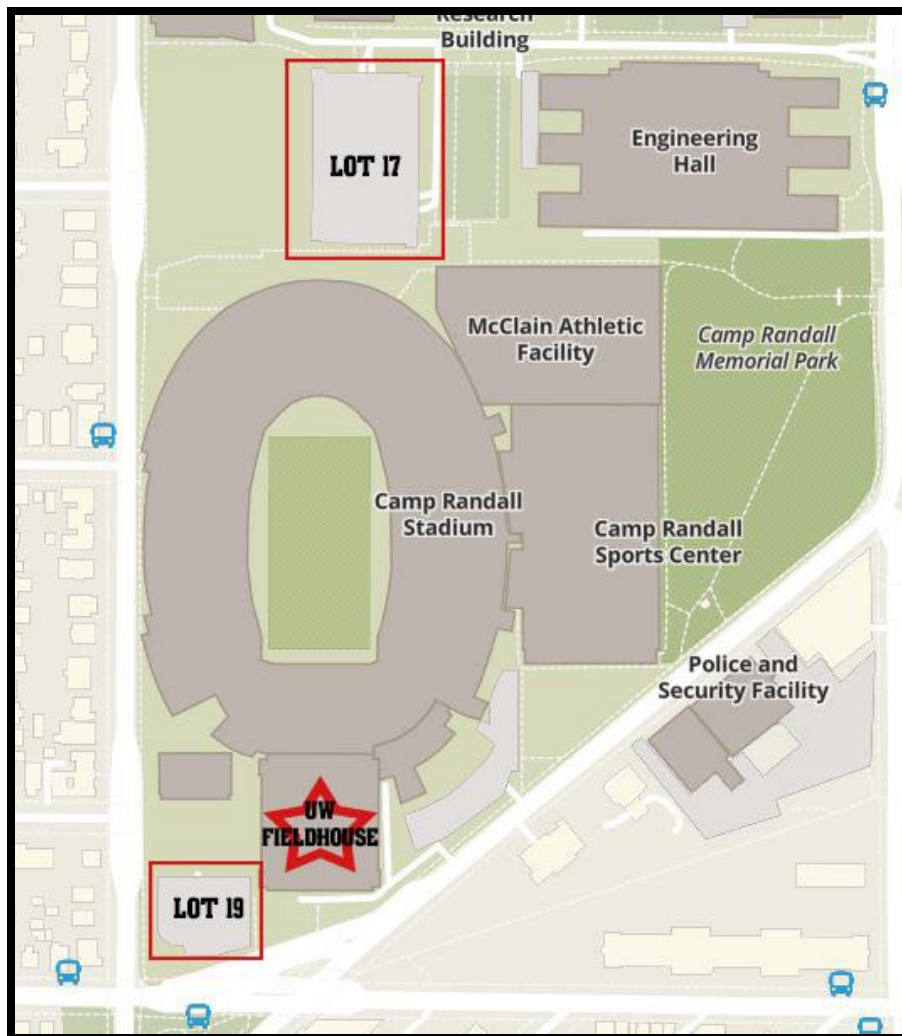 Research
Building
LOT 17
Engineering
Hall
McClain Athletic
Facility
Camp Randall
Memorial Park
Camp Randall
Stadium
Camp Randall
Sports Center
Police and
Security Facility
UW
FIELDHOUSE
LOT 19